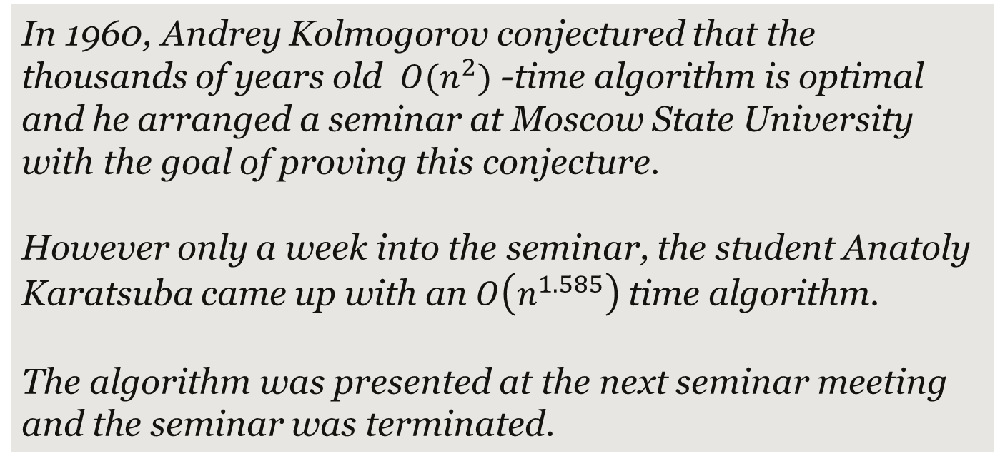 In 1960, Andrey Kolmogorov conjectured that the
thousands of years old O(n²) -time algorithm is optimal
and he arranged a seminar at Moscow State University
with the goal of proving this conjecture.
However only a week into the seminar, the student Anatoly
Karatsuba came up with an O(n^1.585) time algorithm.
The algorithm was presented at the next seminar meeting
and the seminar was terminated.